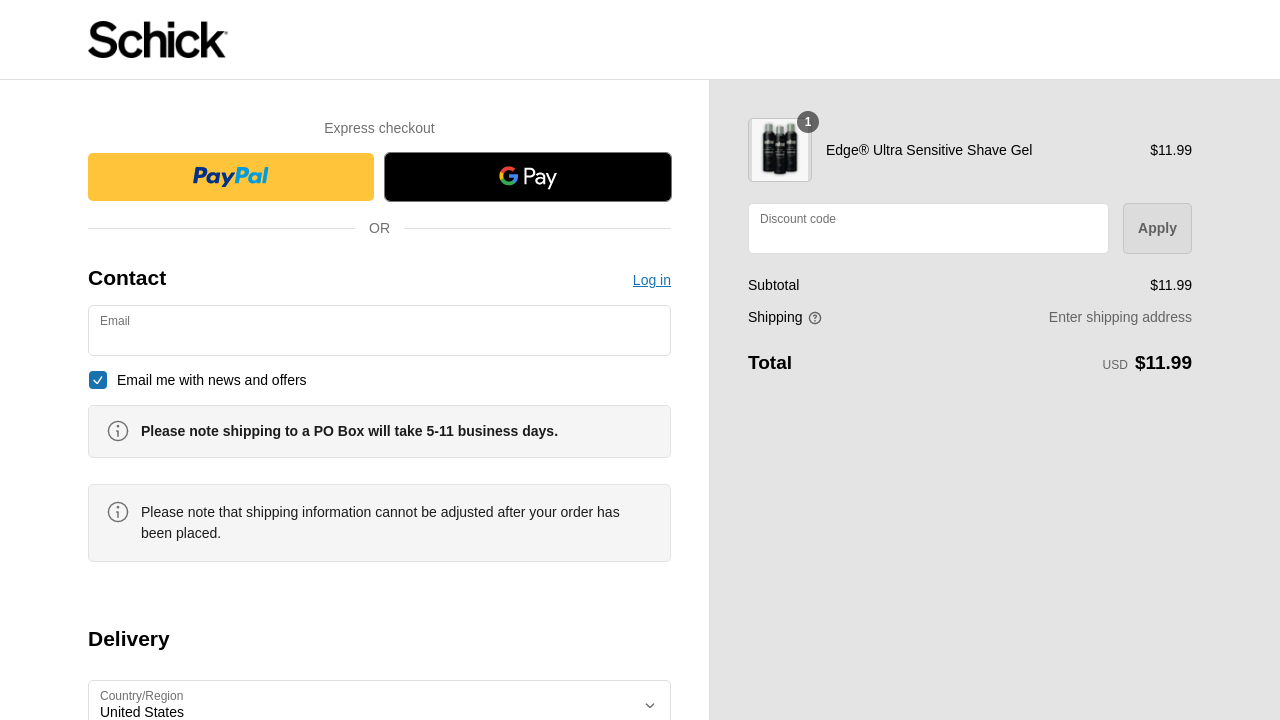 Schick
Express checkout
PayPal
G Pay
OR
Contact
Log in
Email
Email me with news and offers
Please note shipping to a PO Box will take 5-11 business days.
Please note that shipping information cannot be adjusted after your order has
been placed.
Delivery
Country/Region
United States
1
Edge® Ultra Sensitive Shave Gel
$11.99
Discount code
Apply
Subtotal
$11.99
Shipping
Enter shipping address
Total
USD $11.99